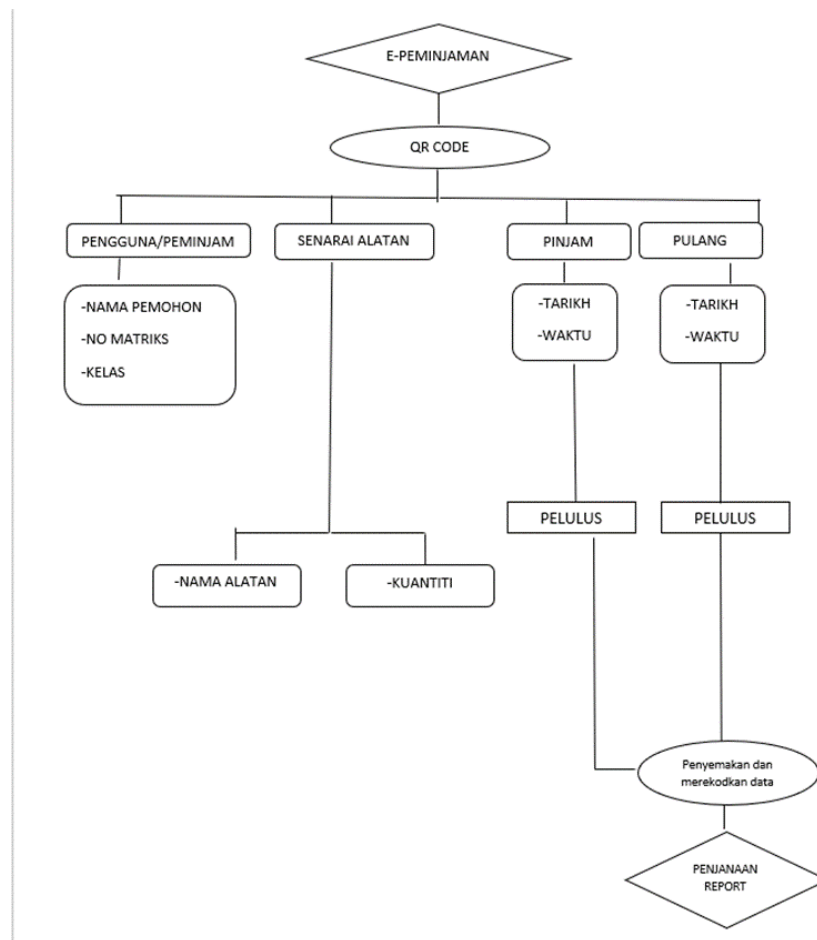 E-PEMINJAMAN
QR CODE
PENGGUNA/PEMINJAM
SENARAI ALATAN
PINJAM
PULANG
-NAMA PEMOHON
-NO MATRIKS
-KELAS
-TARIKH
-WAKTU
-TARIKH
-WAKTU
PELULUS
PELULUS
-NAMA ALATAN
-KUANTITI
Penyemakan dan
merekodkan data
PENJANAAN
REPORT